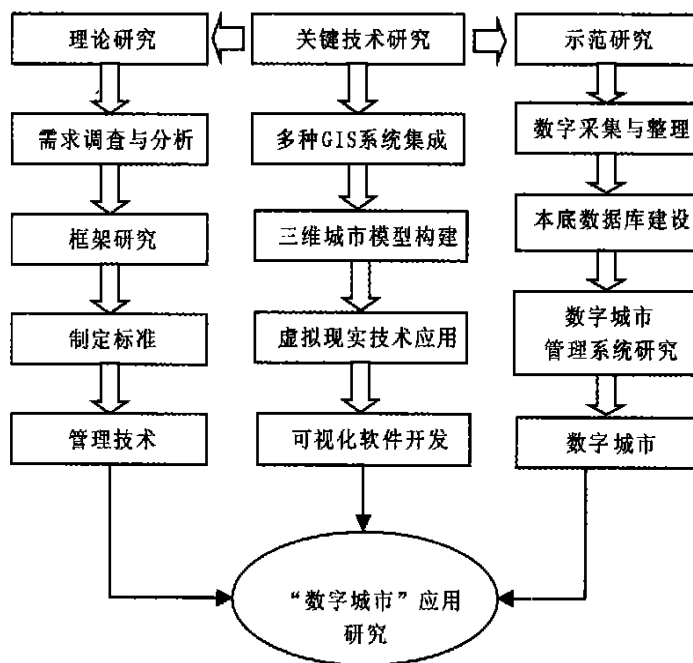 理论研究
关键技术研究
示范研究
需求调查与分析
多种GIS系统集成
数字采集与整理
框架研究
三维城市模型构建
本底数据库建设
制定标准
虚拟现实技术应用
数字城市
管理系统研究
管理技术
可视化软件开发
数字城市
“数字城市”应用
研究